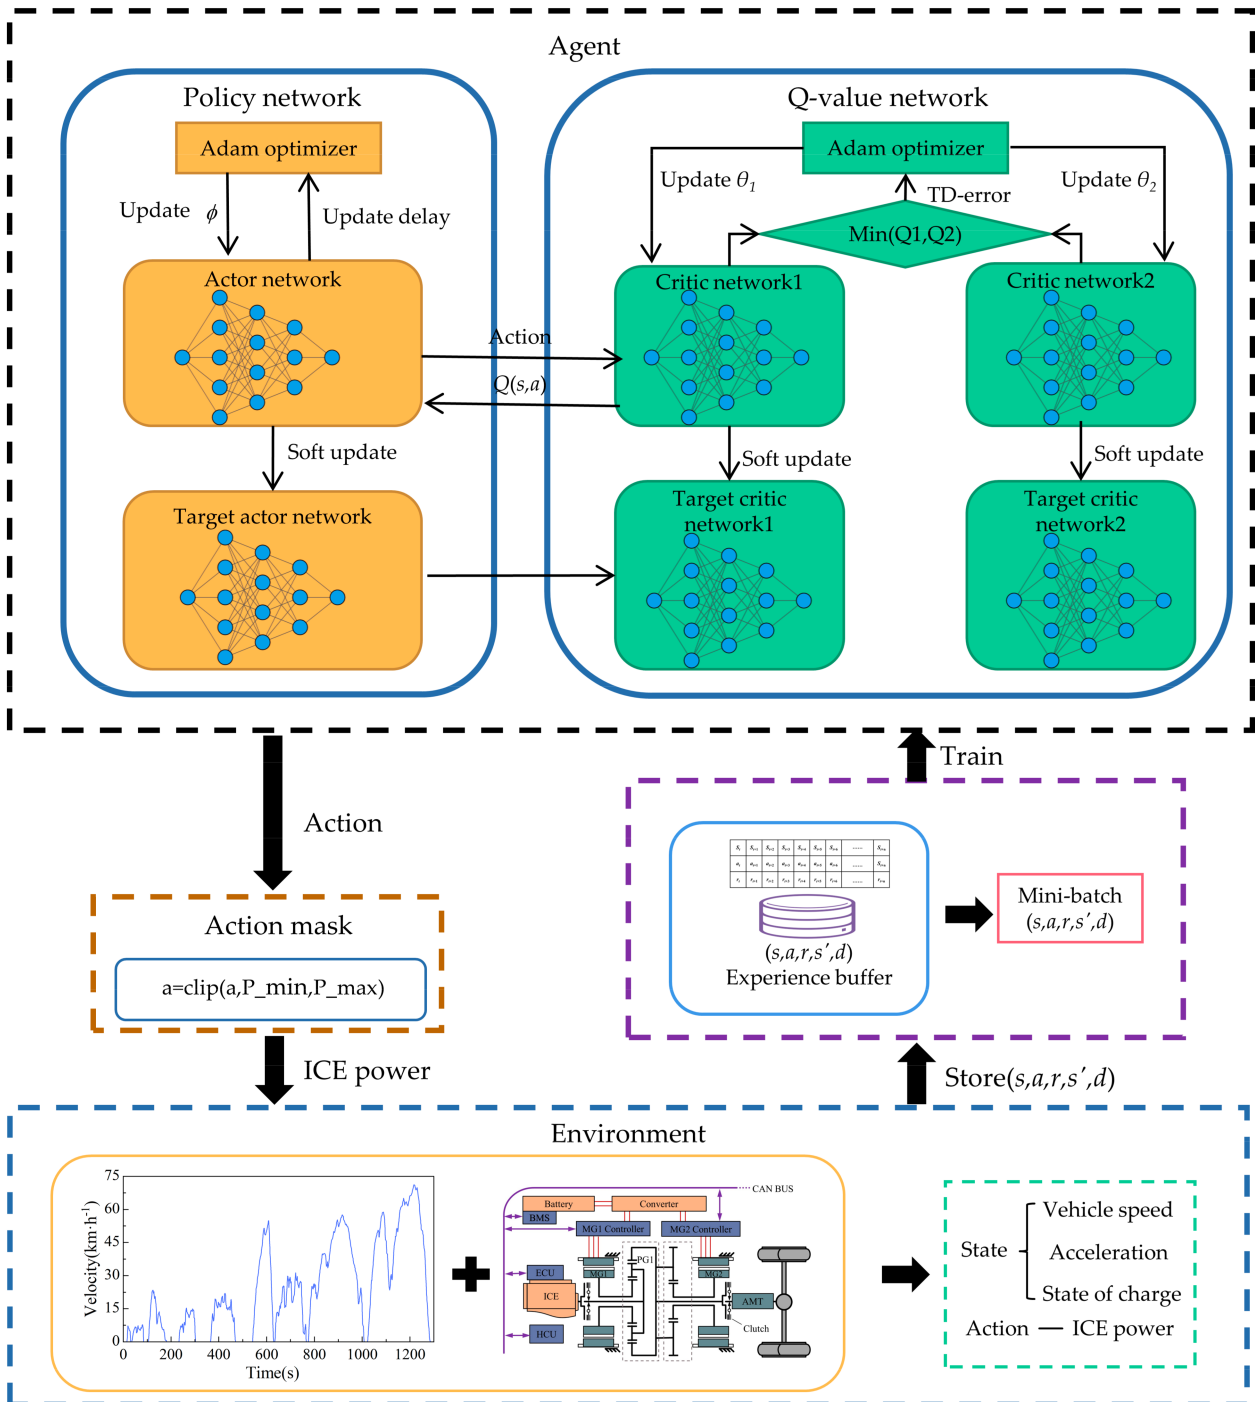 Agent
Policy network
Q-value network
Adam optimizer
Adam optimizer
Update ϕ
Update delay
Update θ1
TD-error
Update θ2
Min(Q1,Q2)
Actor network
Critic network1
Critic network2
Action
Q(s,a)
Soft update
Soft update
Soft update
Target actor network
Target critic
network1
Target critic
network2
Action
Train
Action mask
a=clip(a,P_min,P_max)
ICE power
(s,a,r,s′,d)
Experience buffer
Mini-batch
(s,a,r,s′,d)
Store(s,a,r,s′,d)
Environment
Velocity(km·h-1)
75
60
45
30
15
0
0 200 400 600 800 1000 1200
Time(s)
CAN BUS
Battery
Converter
BMS
MG1 Controller
MG2 Controller
PG1
MG1
MG2
ECU
ICE
AMT
Clutch
HCU
State
Vehicle speed
Acceleration
State of charge
Action — ICE power